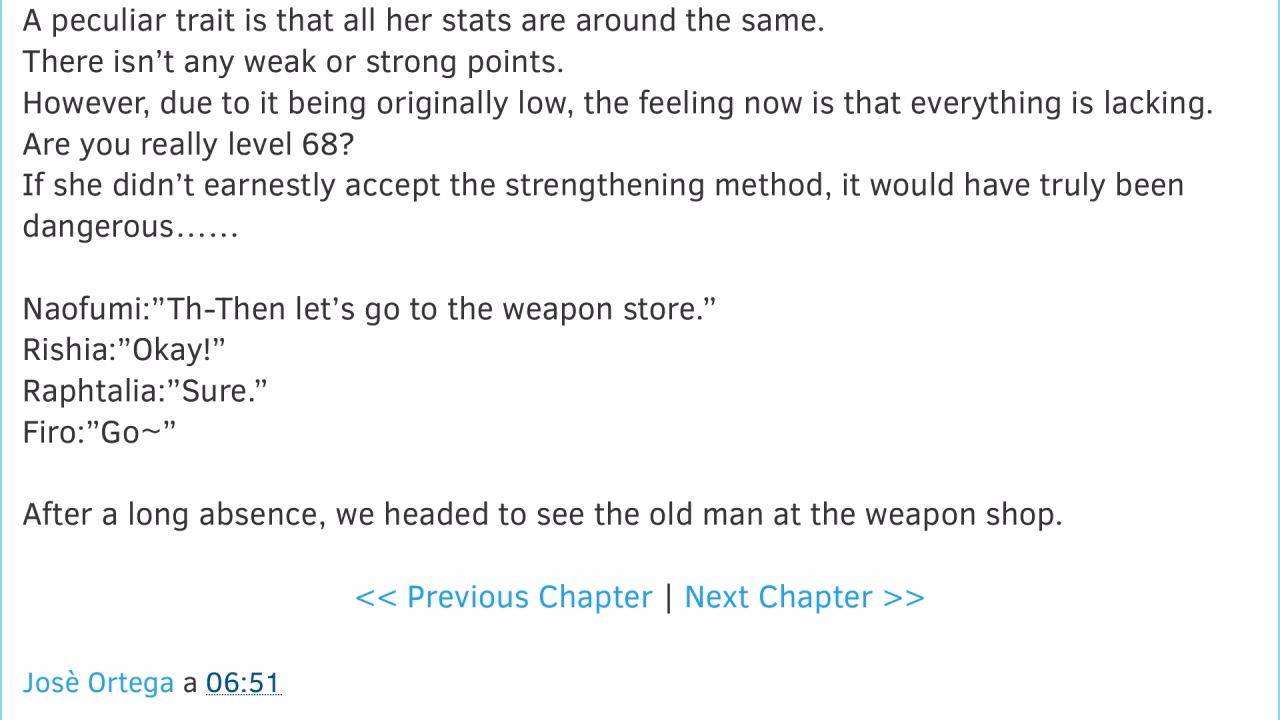 A peculiar trait is that all her stats are around the same.
There isn’t any weak or strong points.
However, due to it being originally low, the feeling now is that everything is lacking.
Are you really level 68?
If she didn’t earnestly accept the strengthening method, it would have truly been
dangerous……
Naofumi:”Th-Then let’s go to the weapon store.”
Rishia:”Okay!”
Raphtalia:”Sure.”
Firo:”Go~”
After a long absence, we headed to see the old man at the weapon shop.
<< Previous Chapter | Next Chapter >>
Josè Ortega a 06:51